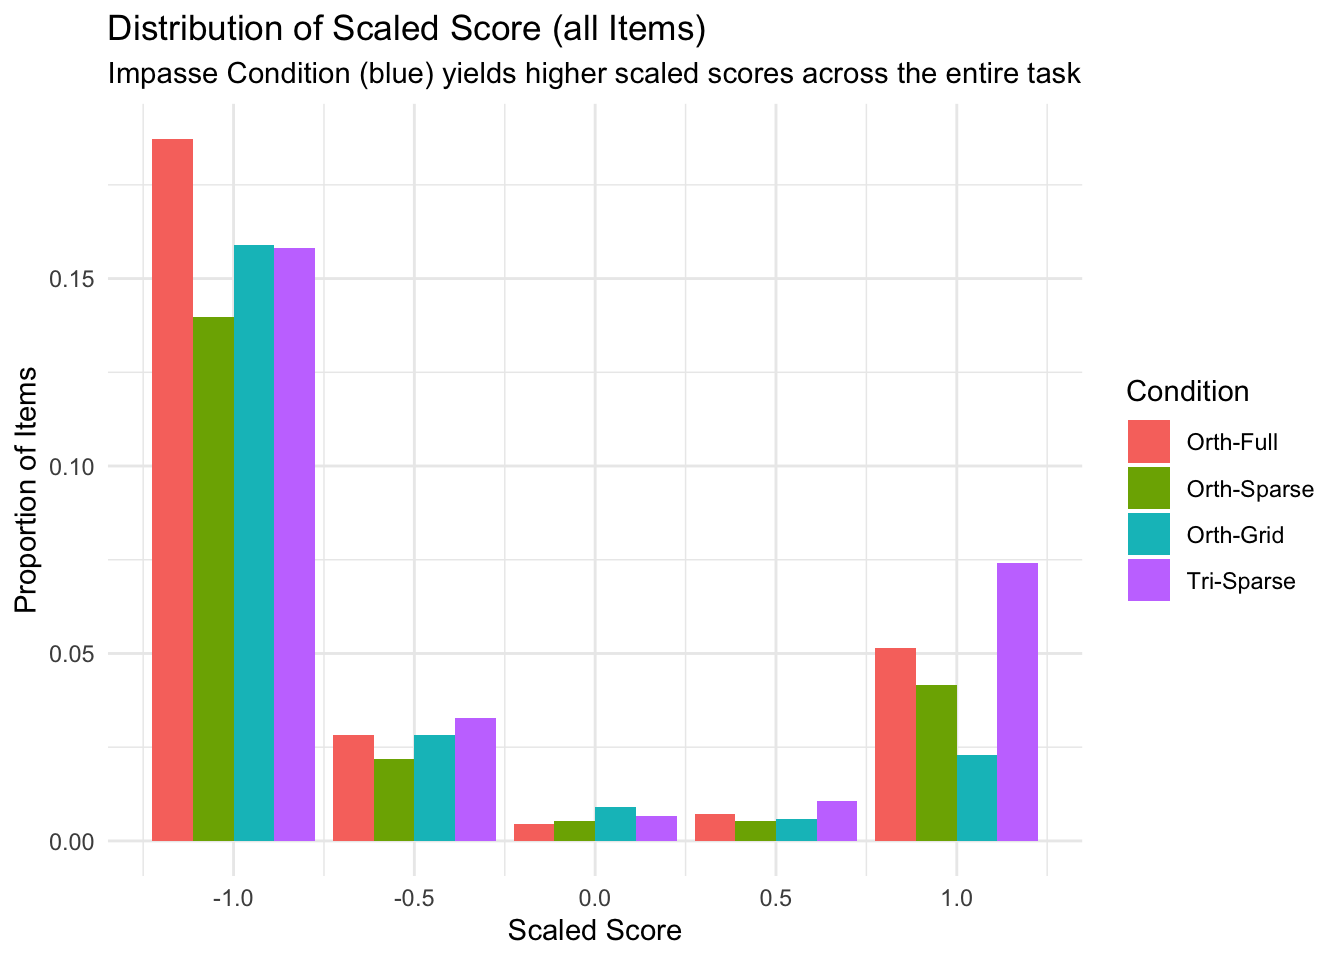 Distribution of Scaled Score (all Items)
Impasse Condition (blue) yields higher scaled scores across the entire task
Proportion of Items
0.15
0.10
0.05
0.00
-1.0
-0.5
0.0
0.5
1.0
Scaled Score
Condition
Orth-Full
Orth-Sparse
Orth-Grid
Tri-Sparse